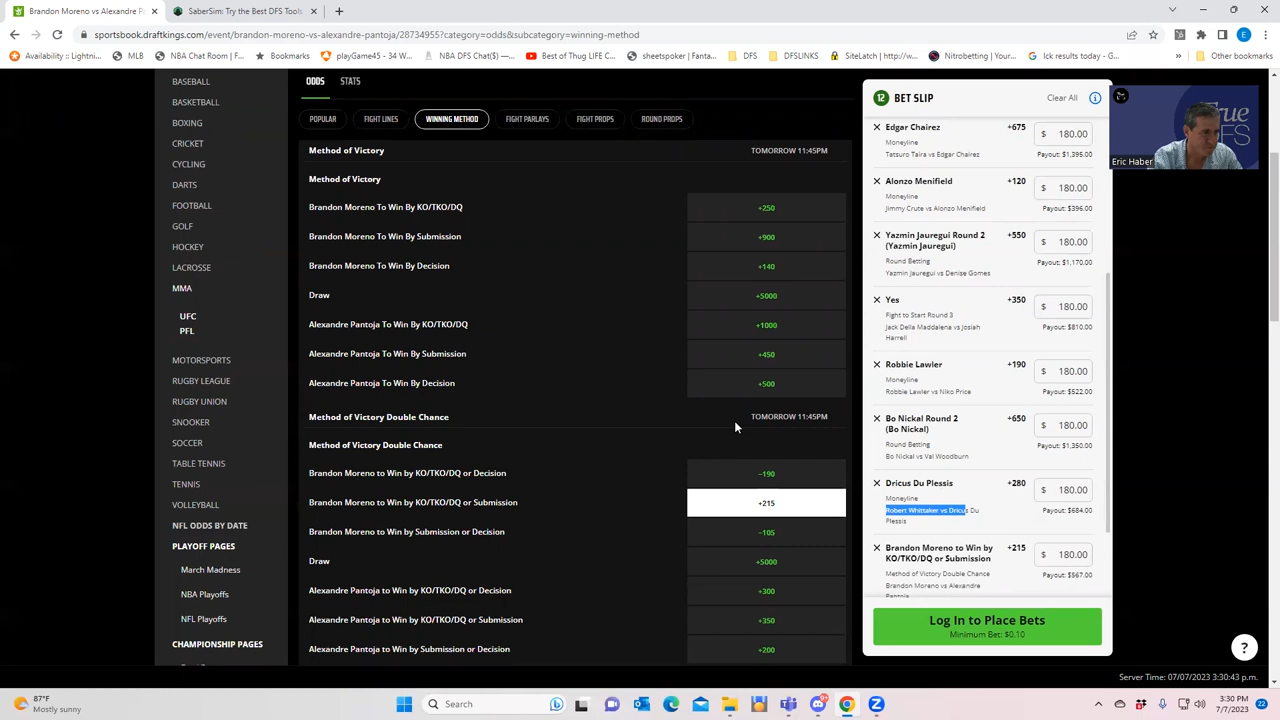 Brandon Moreno vs Alexandre Pa
SaberSim: Try the Best DFS Tools
sportsbook.draftkings.com/event/brandon-moreno-vs-alexandre-pantoja/28734955?category=odds&subcategory=winning-method
Availability :: Lightni...
MLB
NBA Chat Room // F...
Bookmarks
playGame45 - 34 W...
NBA DFS Chat(%)—...
Best of Thug LIFE C...
sheetspoker | Pasto...
DFS
DFSLINKS
SiteLatch | http://w...
Nitrobetting | Your...
Ick results today - G...
»
Other bookmarks
BASEBALL
BASKETBALL
BOXING
CRICKET
CYCLING
DARTS
FOOTBALL
GOLF
HOCKEY
LACROSSE
MMA
UFC
PFL
MOTORSPORTS
RUGBY LEAGUE
RUGBY UNION
SNOOKER
SOCCER
TABLE TENNIS
TENNIS
VOLLEYBALL
NFL ODDS BY DATE
PLAYOFF PAGES
March Madness
NBA Playoffs
NFL Playoffs
CHAMPIONSHIP PAGES
ODDS STATS
POPULAR FIGHT LINES WINNING METHOD FIGHT PARLAYS FIGHT PROPS ROUND PROPS
Method of Victory TOMORROW 11:45PM
Method of Victory
Brandon Moreno To Win By KO/TKO/DQ +250
Brandon Moreno To Win By Submission +900
Brandon Moreno To Win By Decision +140
Draw +5000
Alexandre Pantoja To Win By KO/TKO/DQ +1000
Alexandre Pantoja To Win By Submission +450
Alexandre Pantoja To Win By Decision +500
Method of Victory Double Chance TOMORROW 11:45PM
Method of Victory Double Chance
Brandon Moreno to Win by KO/TKO/DQ or Decision −190
Brandon Moreno to Win by KO/TKO/DQ or Submission +215
Brandon Moreno to Win by Submission or Decision −105
Draw +5000
Alexandre Pantoja to Win by KO/TKO/DQ or Decision +300
Alexandre Pantoja to Win by KO/TKO/DQ or Submission +350
Alexandre Pantoja to Win by Submission or Decision +200
12 BET SLIP Clear All
Edgar Chairez +675 $ 180.00
Moneyline
Tatsuro Taira vs Edgar Chairez Payout: $1,395.00
Alonzo Menifield +120 $ 180.00
Moneyline
Jimmy Crute vs Alonzo Menifield Payout: $396.00
Yazmin Jauregui Round 2 +550 $ 180.00
(Yazmin Jauregui)
Round Betting Payout: $1,170.00
Yazmin Jauregui vs Denise Gomes
Yes +350 $ 180.00
Fight to Start Round 3 Payout: $810.00
Jack Della Maddalena vs Josiah
Harrell
Robbie Lawler +190 $ 180.00
Moneyline
Robbie Lawler vs Niko Price Payout: $522.00
Bo Nickal Round 2 +650 $ 180.00
(Bo Nickal)
Round Betting Payout: $1,350.00
Bo Nickal vs Val Woodburn
Dricus Du Plessis +280 $ 180.00
Moneyline
Robert Whittaker vs Dricus Du Payout: $684.00
Plessis
Brandon Moreno to Win by +215 $ 180.00
KO/TKO/DQ or Submission
Method of Victory Double Chance Payout: $567.00
Brandon Moreno vs Alexandre
Pantoja
Log In to Place Bets
Minimum Bet: $0.10
True
DFS
Eric Haber
?
Server Time: 07/07/2023 3:30:43 p.m.
87°F
Mostly sunny
Search
3:30 PM
7/7/2023
22